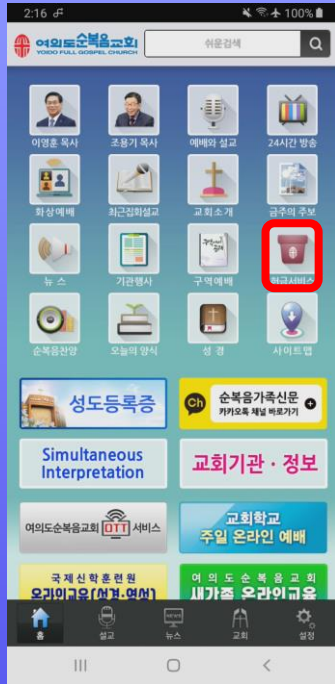 2:16
100%
여의도순복음교회
YOIDO FULL GOSPEL CHURCH
쉬운검색
이영훈 목사
조용기 목사
예배와 설교
24시간 방송
화상예배
최근집회설교
교회소개
금주의 주보
뉴스
기관행사
구역예배
헌금서비스
순복음찬양
오늘의 양식
성 경
사이트맵
성도등록증
Ch
순복음가족신문
카카오톡 채널 바로가기
Simultaneous
Interpretation
교회기관 · 정보
여의도순복음교회 OTT 서비스
교회학교
주일 온라인 예배
국제신학훈련원
온라인교육(성경·영성)
여의도순복음교회
새가족 온라인교육
홈
설교
뉴스
교회
설정